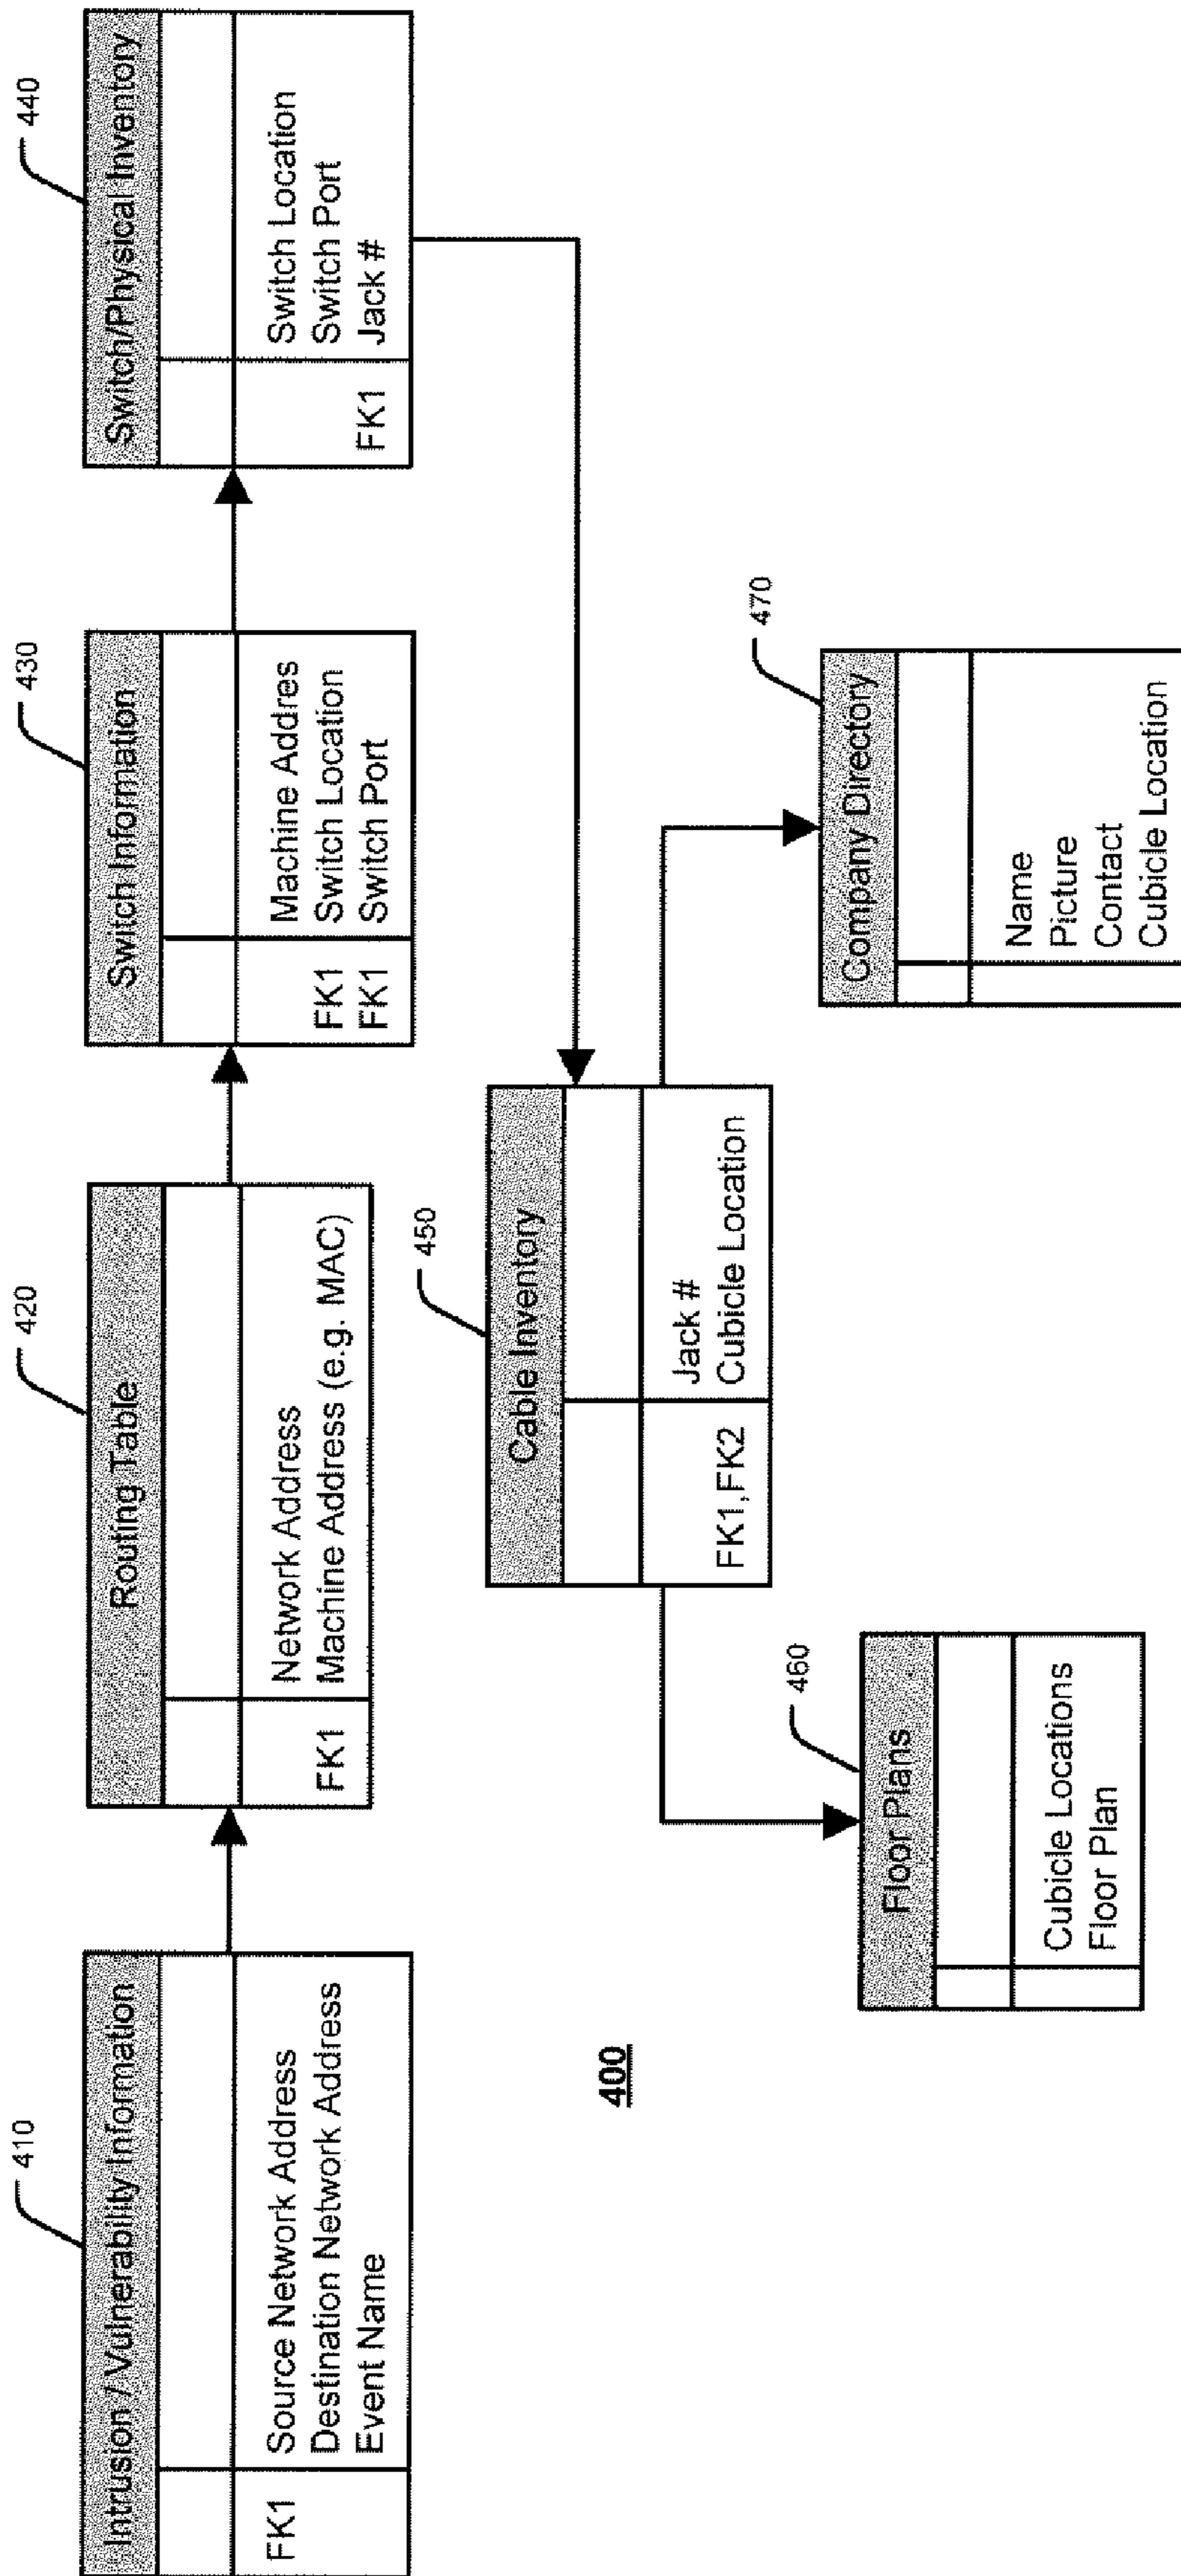 410
Intrusion / Vulnerability Information
FK1 Source Network Address
Destination Network Address
Event Name
420
Routing Table
Network Address
FK1 Machine Address (e.g. MAC)
430
Switch Information
Machine Addres
FK1 Switch Location
FK1 Switch Port
440
Switch/Physical Inventory
Switch Location
Switch Port
FK1 Jack #
450
Cable Inventory
Jack #
FK1,FK2 Cubicle Location
460
Floor Plans
Cubicle Locations
Floor Plan
470
Company Directory
Name
Picture
Contact
Cubicle Location
400